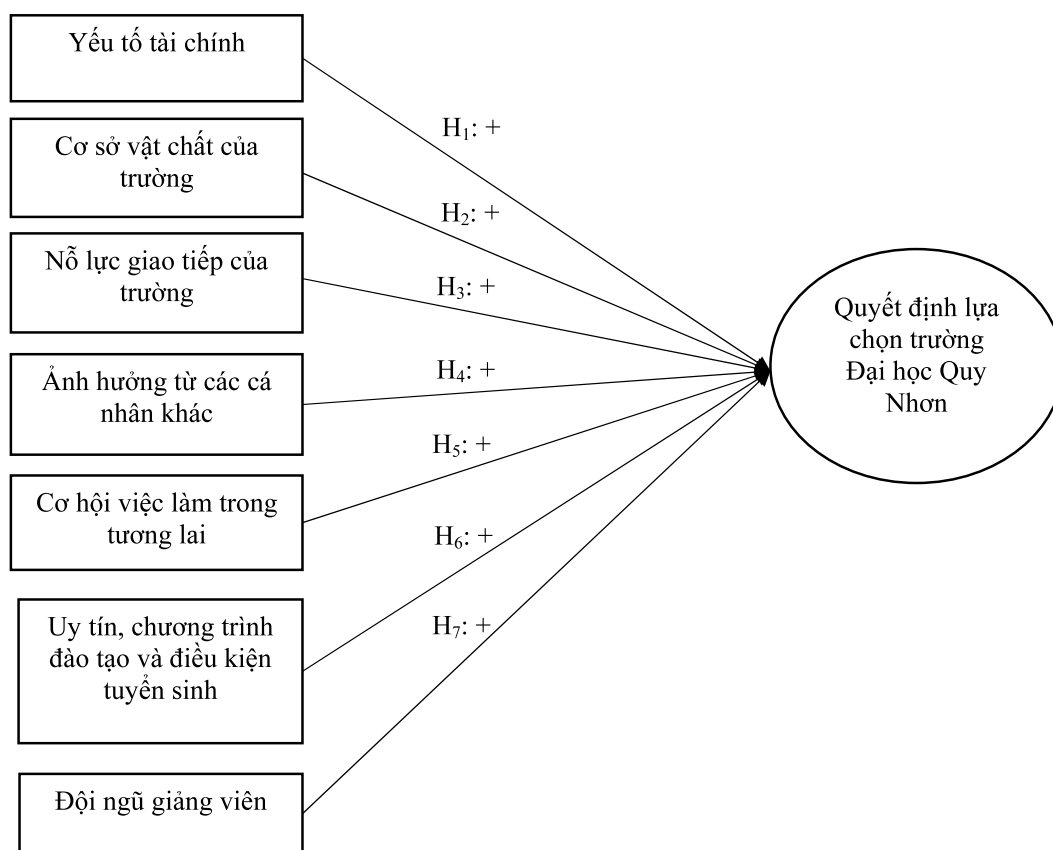 Yếu tố tài chính
H1: +
Cơ sở vật chất của
trường
H2: +
Nỗ lực giao tiếp của
trường
H3: +
Ảnh hưởng từ các cá
nhân khác
H4: +
Cơ hội việc làm trong
tương lai
H5: +
Uy tín, chương trình
đào tạo và điều kiện
tuyển sinh
H6: +
Đội ngũ giảng viên
H7: +
Quyết định lựa
chọn trường
Đại học Quy
Nhơn